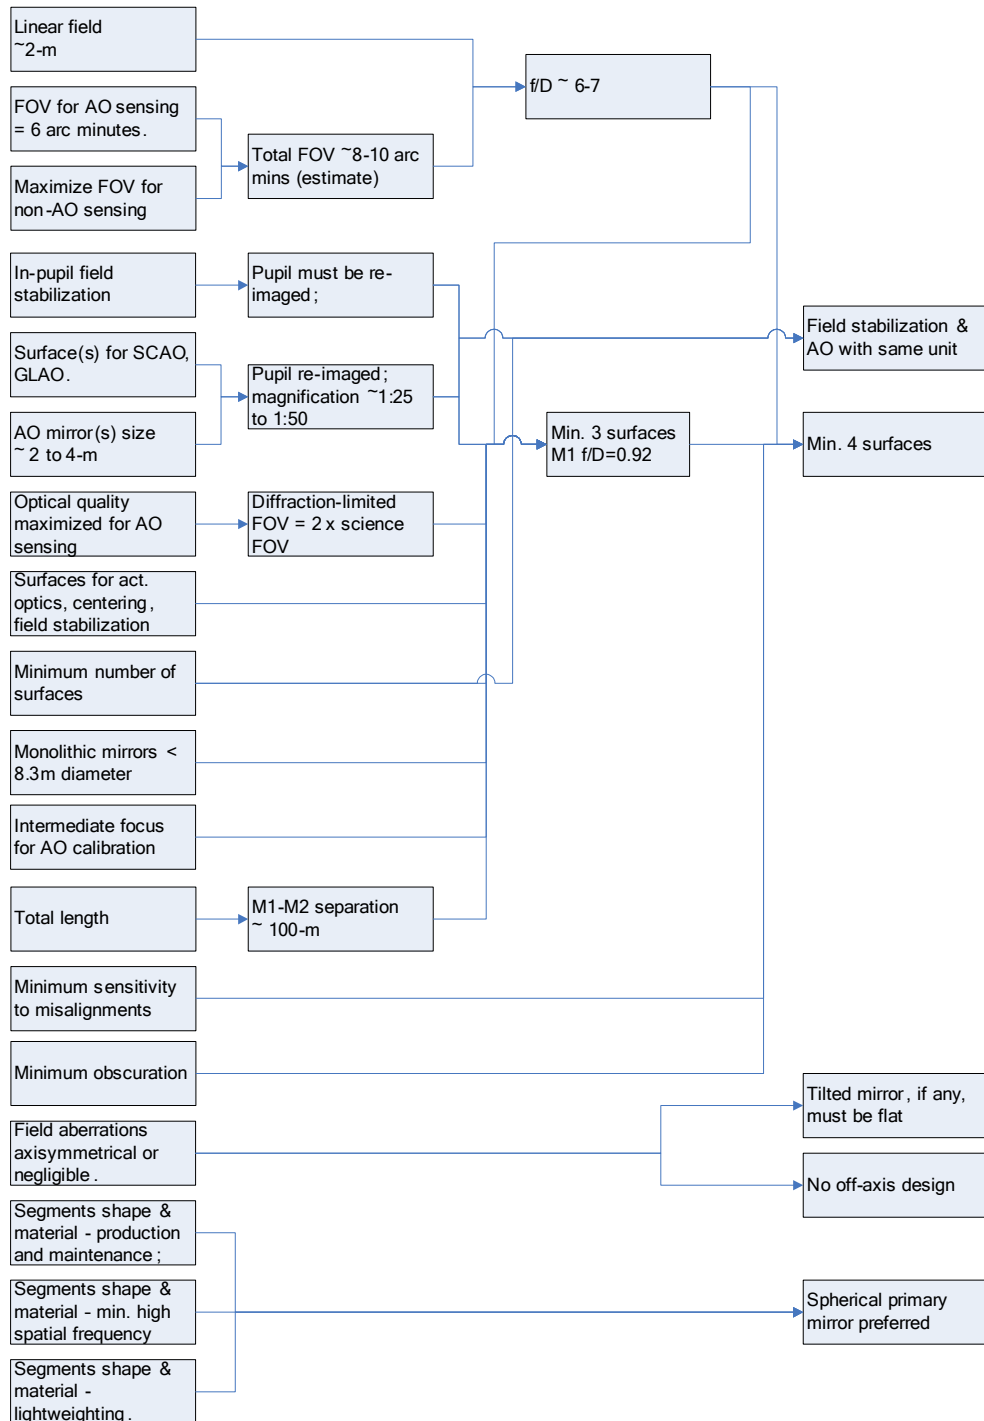 Linear field
~2-m
f/D ~ 6-7
FOV for AO sensing
= 6 arc minutes.
Total FOV ~8-10 arc
mins (estimate)
Maximize FOV for
non-AO sensing
In-pupil field
stabilization
Pupil must be re-
imaged;
Field stabilization &
AO with same unit
Surface(s) for SCAO,
GLAO.
Pupil re-imaged;
magnification ~1:25
to 1:50
AO mirror(s) size
~ 2 to 4-m
Min. 3 surfaces
M1 f/D=0.92
Min. 4 surfaces
Optical quality
maximized for AO
sensing
Diffraction-limited
FOV = 2 x science
FOV
Surfaces for act.
optics, centering,
field stabilization
Minimum number of
surfaces
Monolithic mirrors <
8.3m diameter
Intermediate focus
for AO calibration
Total length
M1-M2 separation
~ 100-m
Minimum sensitivity
to misalignments
Minimum obscuration
Tilted mirror, if any,
must be flat
Field aberrations
axisymmetrical or
negligible.
No off-axis design
Segments shape &
material - production
and maintenance;
Segments shape &
material - min. high
spatial frequency
Spherical primary
mirror preferred
Segments shape &
material -
lightweighting.